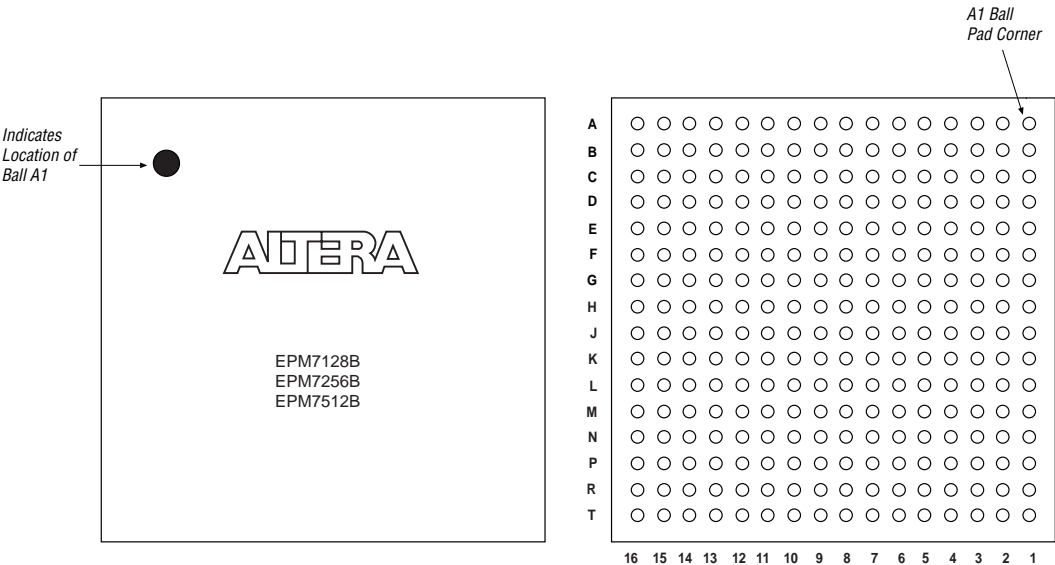 A1 Ball
Pad Corner
Indicates
Location of
Ball A1
ALTERA
EPM7128B
EPM7256B
EPM7512B
A
B
C
D
E
F
G
H
J
K
L
M
N
P
R
T
16 15 14 13 12 11 10 9 8 7 6 5 4 3 2 1